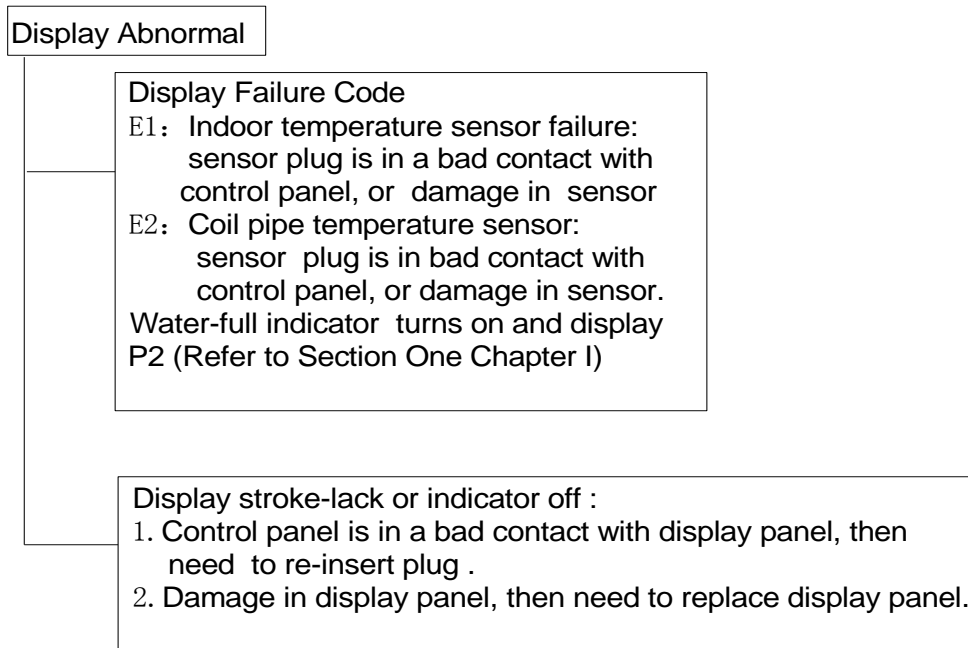 Display Abnormal
Display Failure Code
E1：Indoor temperature sensor failure:
sensor plug is in a bad contact with
control panel, or damage in sensor
E2：Coil pipe temperature sensor:
sensor plug is in bad contact with
control panel, or damage in sensor.
Water-full indicator turns on and display
P2 (Refer to Section One Chapter I)
Display stroke-lack or indicator off :
1. Control panel is in a bad contact with display panel, then
need to re-insert plug .
2. Damage in display panel, then need to replace display panel.